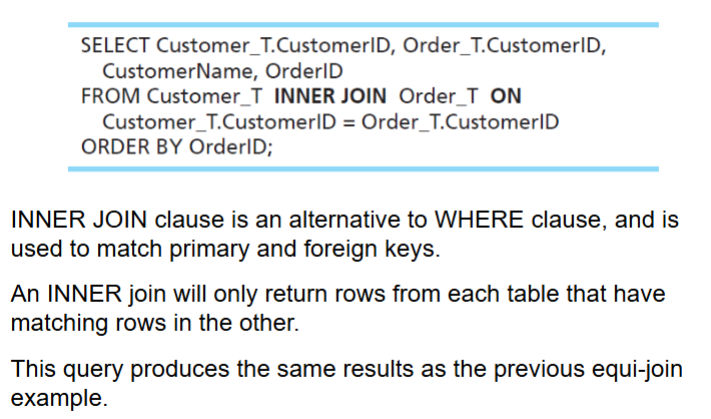 SELECT Customer_T.CustomerID, Order_T.CustomerID,
CustomerName, OrderID
FROM Customer_T INNER JOIN Order_T ON
Customer_T.CustomerID = Order_T.CustomerID
ORDER BY OrderID;
INNER JOIN clause is an alternative to WHERE clause, and is
used to match primary and foreign keys.
An INNER join will only return rows from each table that have
matching rows in the other.
This query produces the same results as the previous equi-join
example.